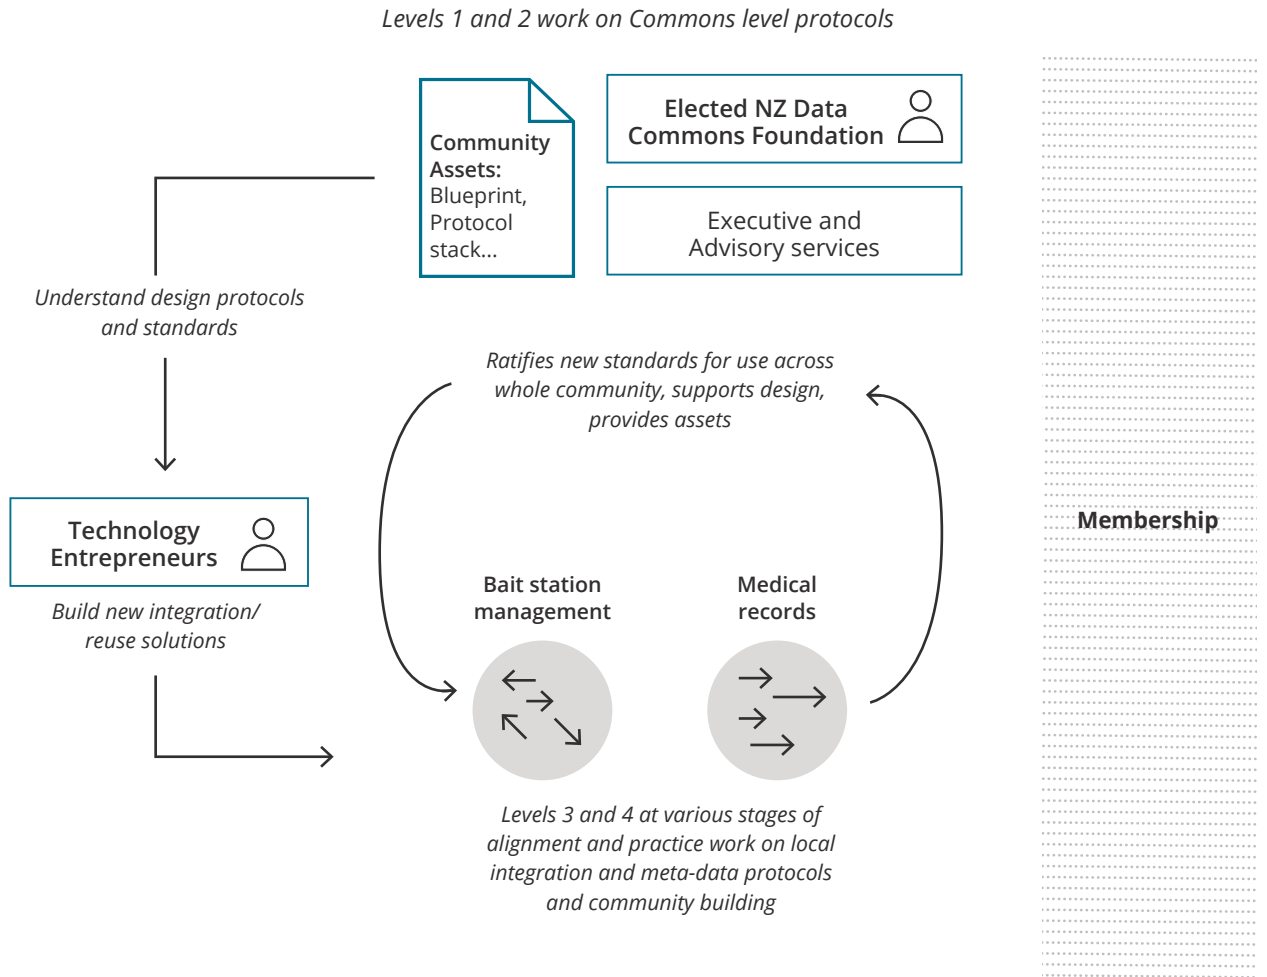 Levels 1 and 2 work on Commons level protocols
Community
Assets:
Blueprint,
Protocol
stack...
Elected NZ Data
Commons Foundation
Executive and
Advisory services
Understand design protocols
and standards
Ratifies new standards for use across
whole community, supports design,
provides assets
Technology
Entrepreneurs
Build new integration/
reuse solutions
Membership
Bait station
management
Medical
records
Levels 3 and 4 at various stages of
alignment and practice work on local
integration and meta-data protocols
and community building